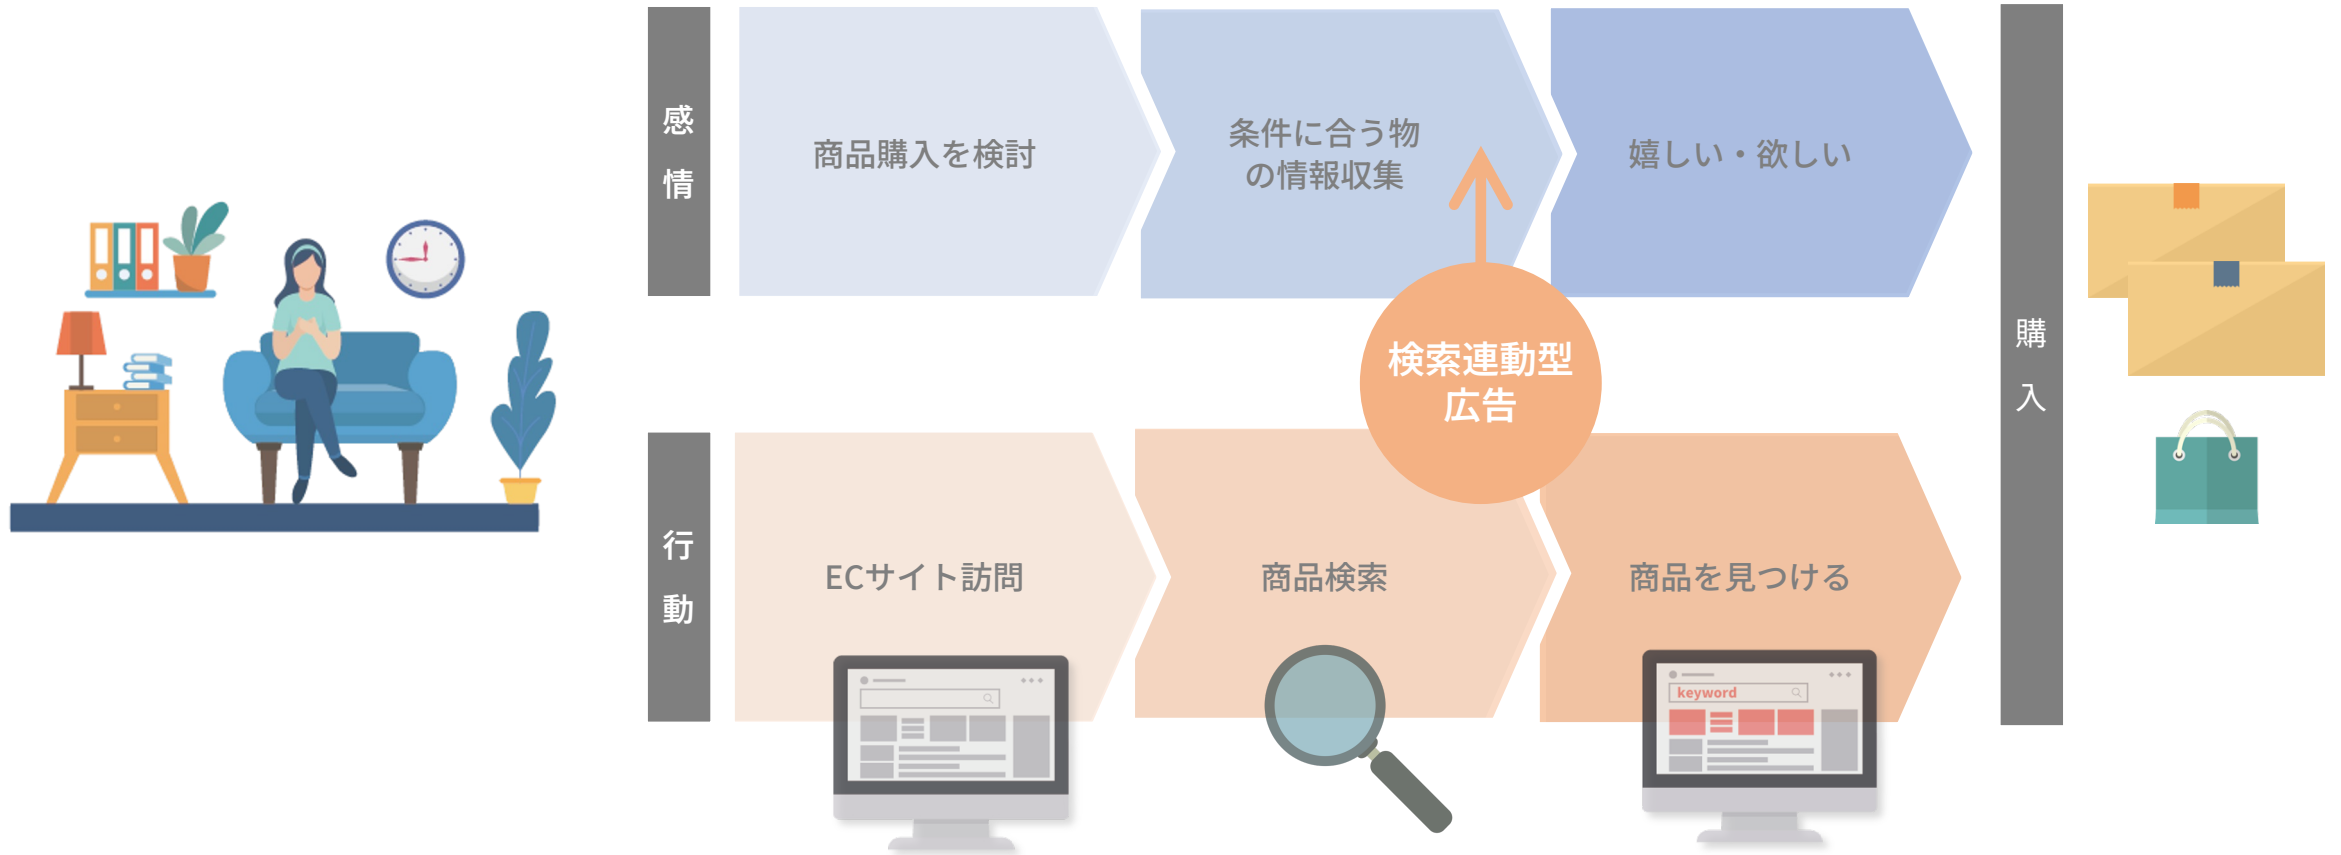 感情
商品購入を検討
条件に合う物
の情報収集
嬉しい・欲しい
検索連動型
広告
行動
ECサイト訪問
商品検索
商品を見つける
keyword
購入